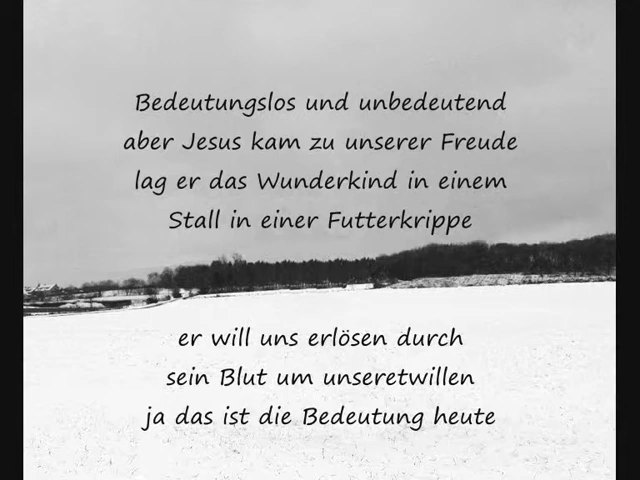 Bedeutungslos und unbedeutend
aber Jesus kam zu unserer Freude
lag er das Wunderkind in einem
Stall in einer Futterkrippe
er will uns erlösen durch
sein Blut um unseretwillen
ja das ist die Bedeutung heute